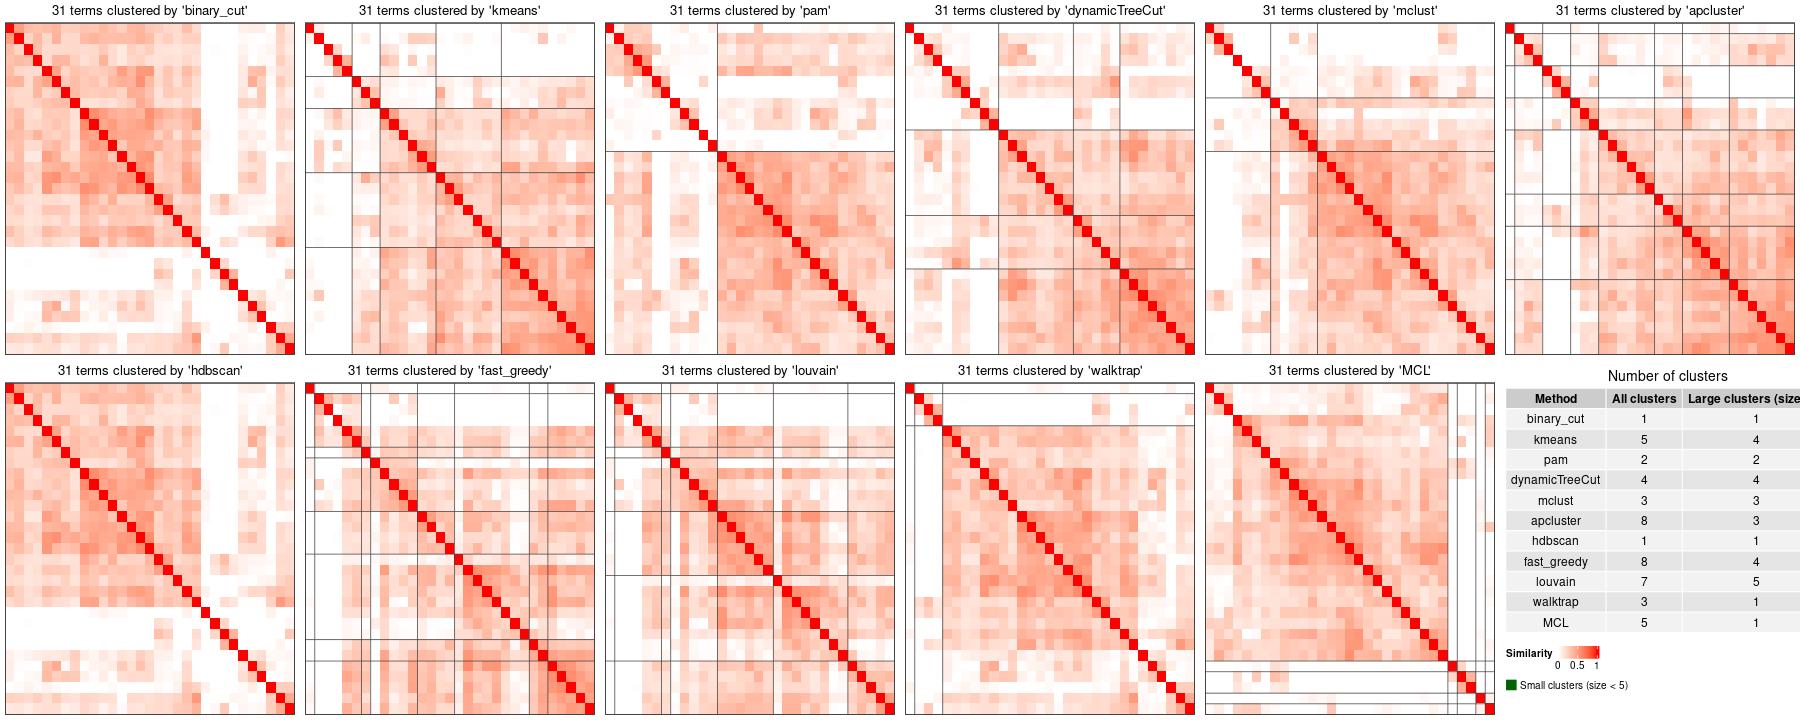 31 terms clustered by 'binary_cut'
31 terms clustered by 'kmeans'
31 terms clustered by 'pam'
31 terms clustered by 'dynamicTreeCut'
31 terms clustered by 'mclust'
31 terms clustered by 'apcluster'
31 terms clustered by 'hdbscan'
31 terms clustered by 'fast_greedy'
31 terms clustered by 'louvain'
31 terms clustered by 'walktrap'
31 terms clustered by 'MCL'
Number of clusters
Method All clusters Large clusters (size
binary_cut 1 1
kmeans 5 4
pam 2 2
dynamicTreeCut 4 4
mclust 3 3
apcluster 8 3
hdbscan 1 1
fast_greedy 8 4
louvain 7 5
walktrap 3 1
MCL 5 1
Similarity
0 0.5 1
Small clusters (size < 5)